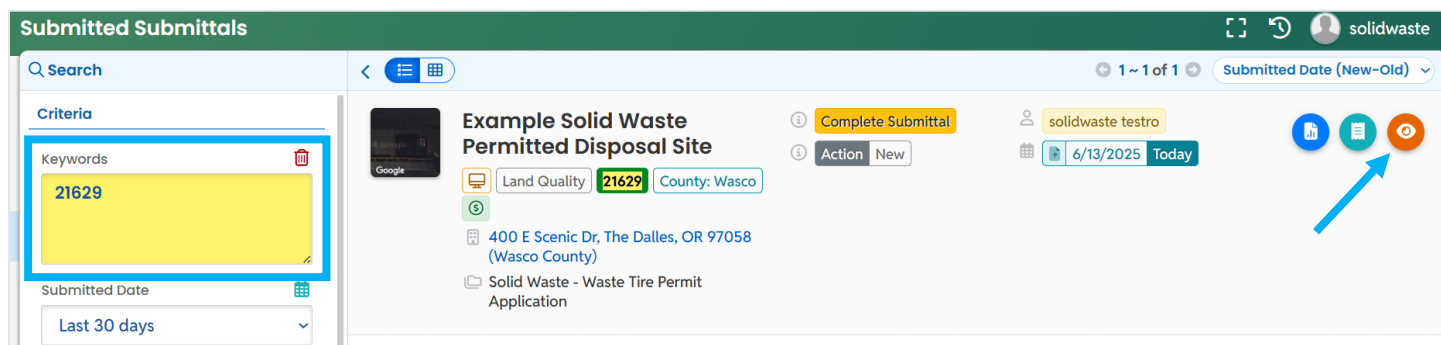 Submitted Submittals
solidwaste
Search
1 ~ 1 of 1
Submitted Date (New-Old)
Criteria
Keywords
21629
Submitted Date
Last 30 days
Google
Example Solid Waste
Permitted Disposal Site
Land Quality 21629 County: Wasco
400 E Scenic Dr, The Dalles, OR 97058
(Wasco County)
Solid Waste - Waste Tire Permit
Application
Complete Submittal
Action New
solidwaste testro
6/13/2025 Today